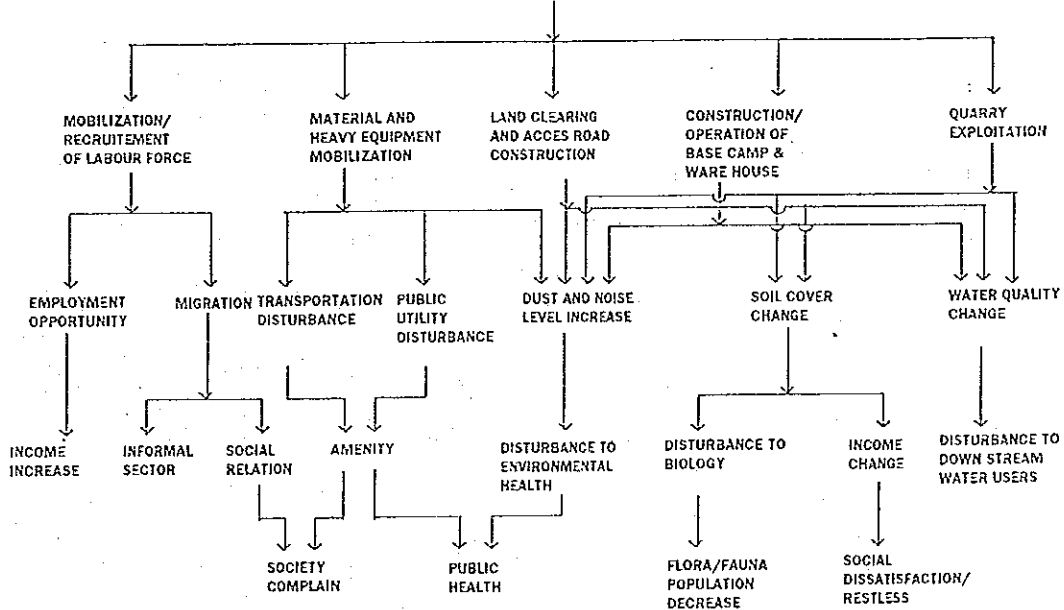 MOBILIZATION/
RECRUITEMENT
OF LABOUR FORCE
MATERIAL AND
HEAVY EQUIPMENT
MOBILIZATION
LAND CLEARING
AND ACCES ROAD
CONSTRUCTION
CONSTRUCTION/
OPERATION OF
BASE CAMP &
WARE HOUSE
QUARRY
EXPLOITATION
EMPLOYMENT
OPPORTUNITY
MIGRATION
TRANSPORTATION
DISTURBANCE
PUBLIC
UTILITY
DISTURBANCE
DUST AND NOISE
LEVEL INCREASE
SOIL COVER
CHANGE
WATER QUALITY
CHANGE
INCOME
INCREASE
INFORMAL
SECTOR
SOCIAL
RELATION
AMENITY
DISTURBANCE TO
ENVIRONMENTAL
HEALTH
DISTURBANCE TO
BIOLOGY
INCOME
CHANGE
DISTURBANCE TO
DOWN STREAM
WATER USERS
SOCIETY
COMPLAIN
PUBLIC
HEALTH
FLORA/FAUNA
POPULATION
DECREASE
SOCIAL
DISSATISFACTION/
RESTLESS